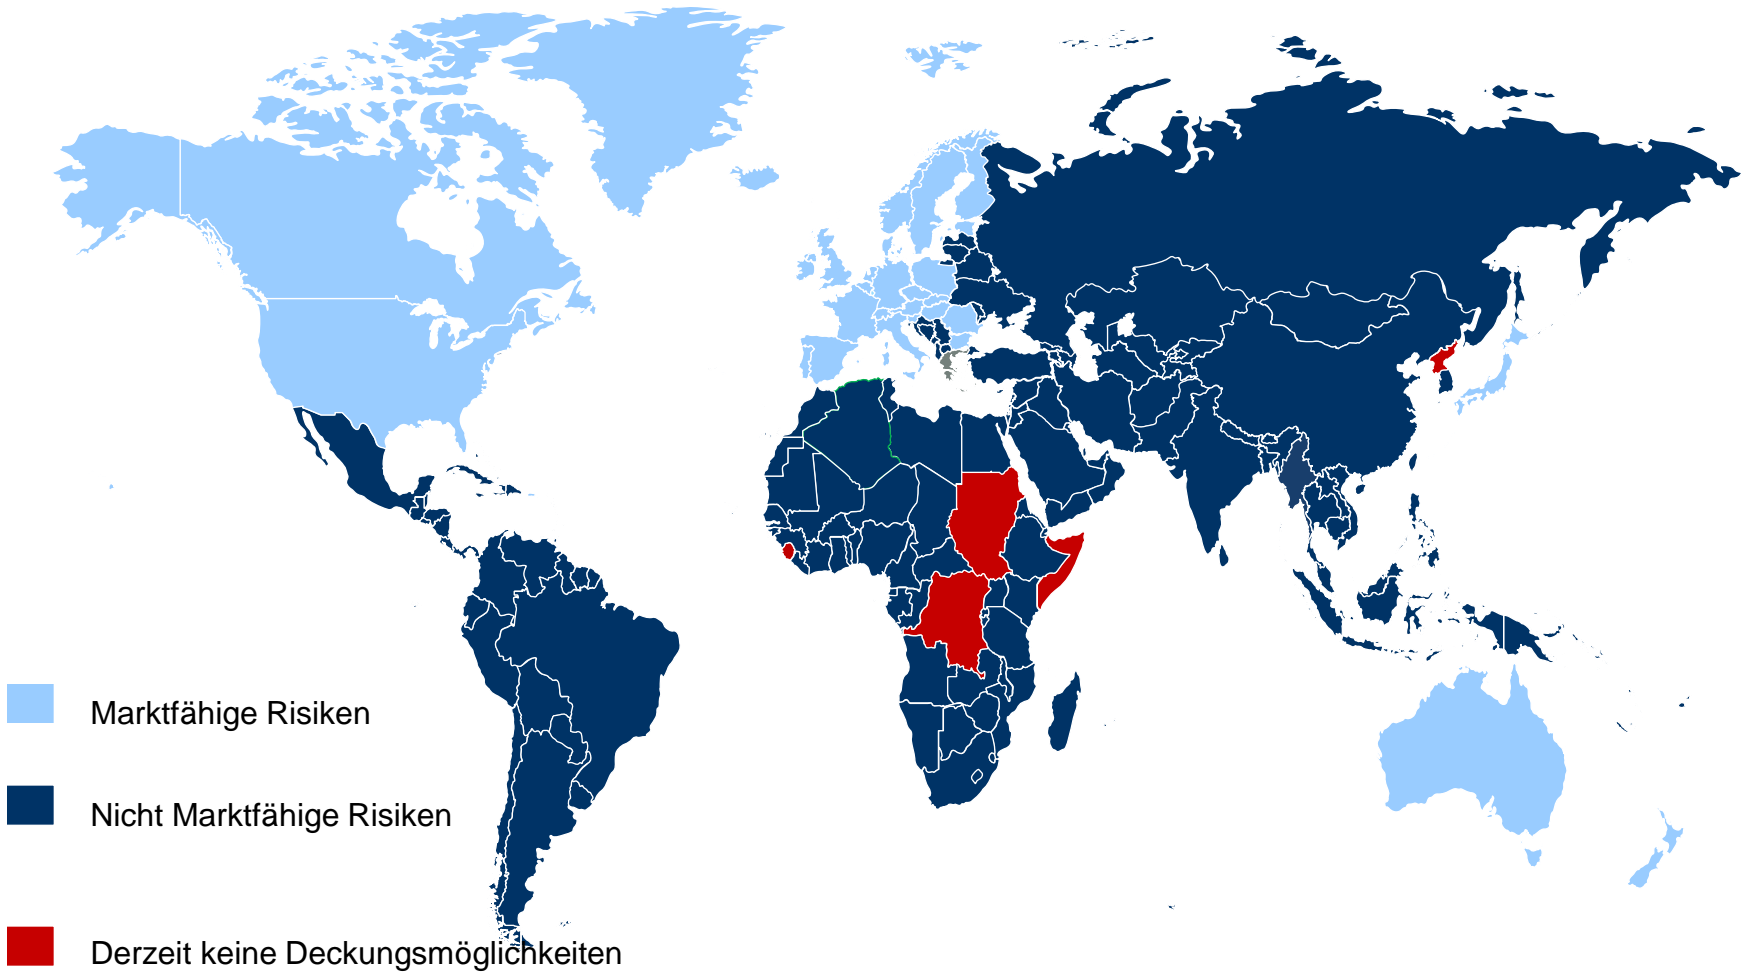 Marktfähige Risiken
Nicht Marktfähige Risiken
Derzeit keine Deckungsmöglichkeiten